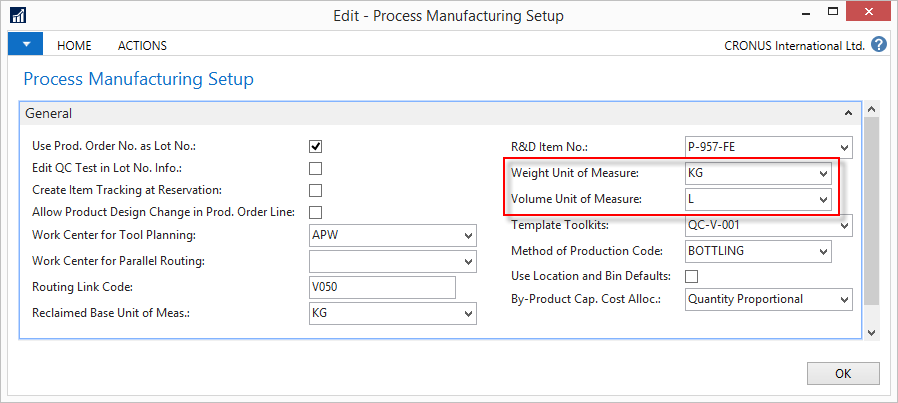 Edit - Process Manufacturing Setup
HOME ACTIONS CRONUS International Ltd. ?
Process Manufacturing Setup
General
Use Prod. Order No. as Lot No.:
Edit QC Test in Lot No. Info.:
Create Item Tracking at Reservation:
Allow Product Design Change in Prod. Order Line:
Work Center for Tool Planning: APW
Work Center for Parallel Routing:
Routing Link Code: V050
Reclaimed Base Unit of Meas.: KG
R&D Item No.: P-957-FE
Weight Unit of Measure: KG
Volume Unit of Measure: L
Template Toolkits: QC-V-001
Method of Production Code: BOTTLING
Use Location and Bin Defaults:
By-Product Cap. Cost Alloc.: Quantity Proportional
OK